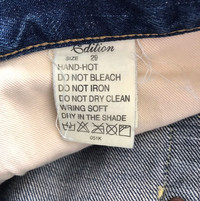 Edition
SIZE 29
HAND-HOT
DO NOT BLEACH
DO NOT IRON
DO NOT DRY CLEAN
WRING SOFT
DRY IN THE SHADE